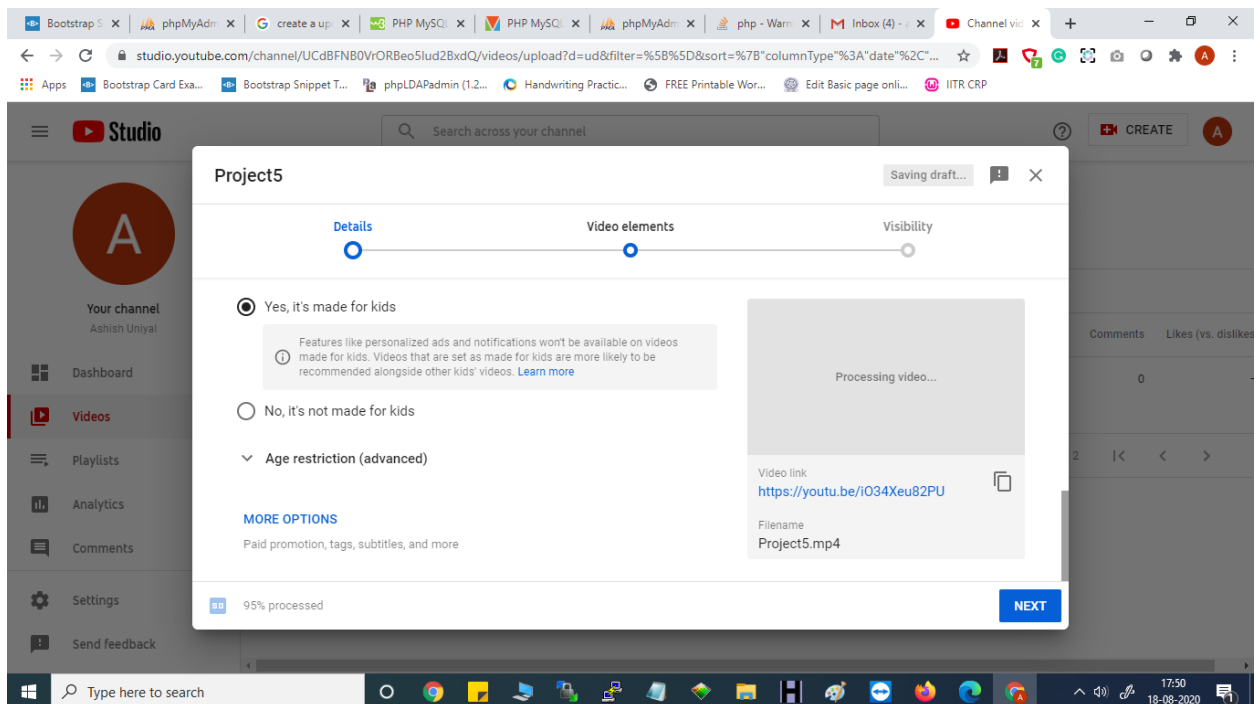 Bootstrap S
phpMyAdm
create a up
PHP MySQL
PHP MySQL
phpMyAdm
php - Warn
Inbox (4) - a
Channel vid
studio.youtube.com/channel/UCdBFNB0VrORBeo5Iud2BxdQ/videos/upload?d=ud&filter=%5B%5D&sort=%7B"columnType"%3A"date"%2C"...
Apps
Bootstrap Card Exa...
Bootstrap Snippet T...
phpLDAPadmin (1.2...
Handwriting Practic...
FREE Printable Wor...
Edit Basic page onli...
IITR CRP
Studio
Search across your channel
CREATE
A
Project5
Saving draft...
Details
Video elements
Visibility
A
Your channel
Ashish Uniyal
Dashboard
Videos
Playlists
Analytics
Comments
Settings
Send feedback
Yes, it's made for kids
Features like personalized ads and notifications won't be available on videos
made for kids. Videos that are set as made for kids are more likely to be
recommended alongside other kids' videos. Learn more
No, it's not made for kids
Age restriction (advanced)
MORE OPTIONS
Paid promotion, tags, subtitles, and more
Processing video...
Video link
https://youtu.be/iO34Xeu82PU
Filename
Project5.mp4
SD
95% processed
NEXT
Comments
Likes (vs. dislikes
0
2
Type here to search
17:50
18-08-2020